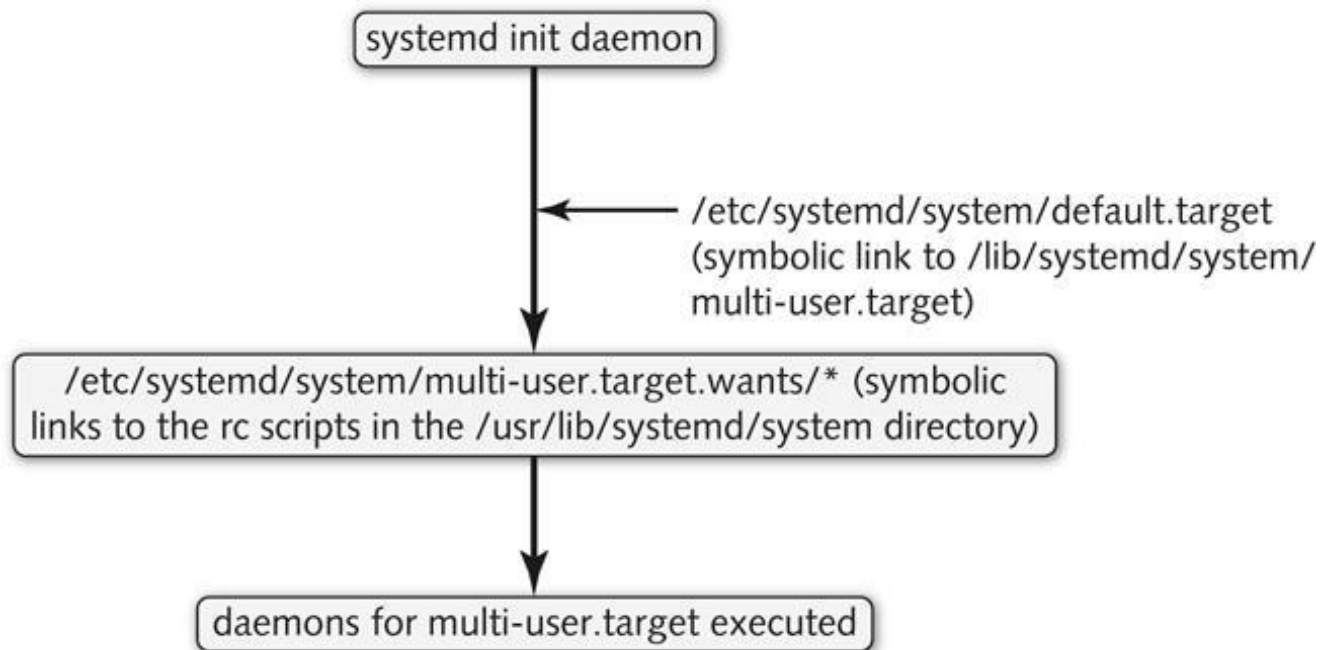 systemd init daemon
/etc/systemd/system/default.target
(symbolic link to /lib/systemd/system/
multi-user.target)
/etc/systemd/system/multi-user.target.wants/* (symbolic
links to the rc scripts in the /usr/lib/systemd/system directory)
daemons for multi-user.target executed